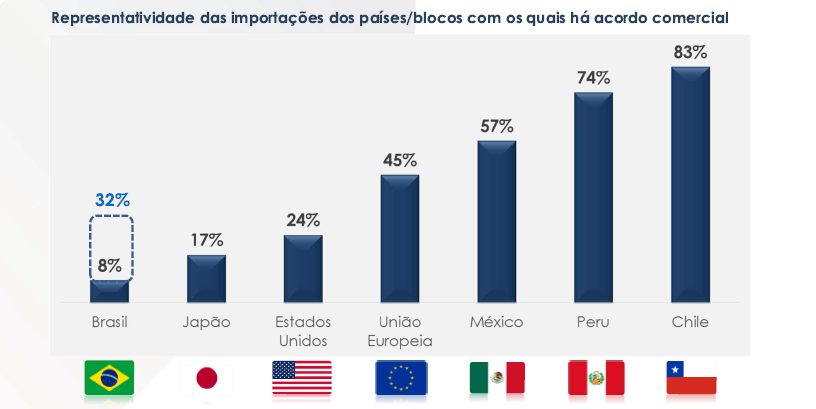 Representatividade das importações dos países/blocos com os quais há acordo comercial
83%
74%
57%
45%
32%
24%
17%
8%
Brasil
Japão
Estados
Unidos
União
Europeia
México
Peru
Chile